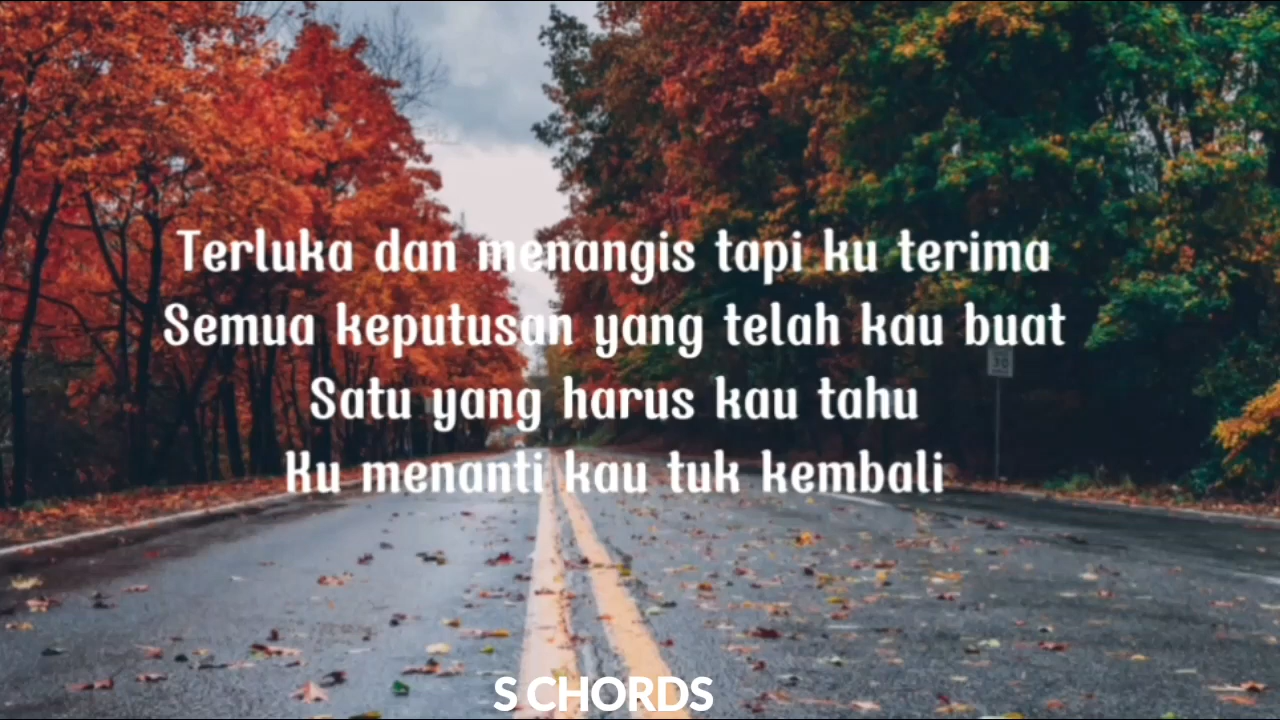 Terluka dan menangis tapi ku terima
Semua keputusan yang telah kau buat
Satu yang harus kau tahu
Ku menanti kau tuk kembali
30
S CHORDS